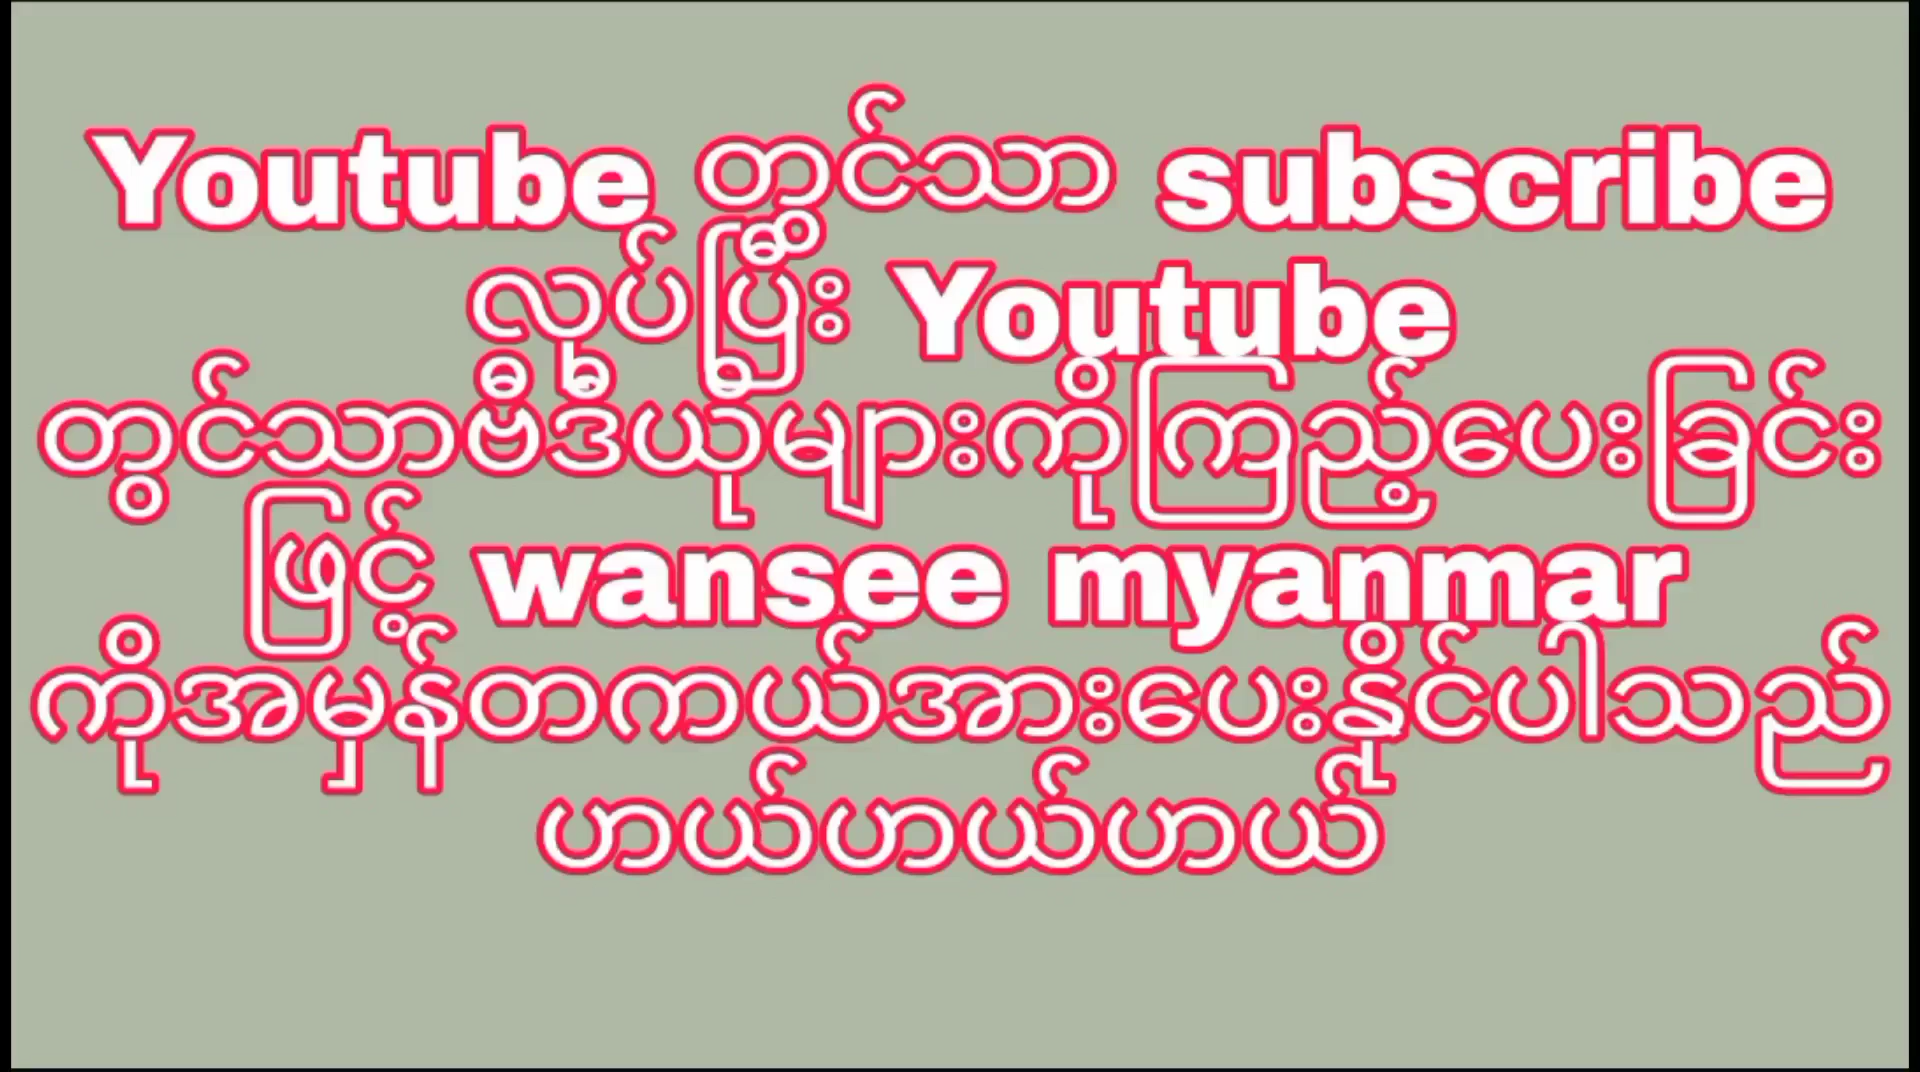 Youtube တွင်သာ subscribe
လုပ်ပြီး Youtube
တွင်သာဗီဒီယိုများကိုကြည့်ပေးခြင်း
ဖြင့် wansee myanmar
ကိုအမှန်တကယ်အားပေးနိုင်ပါသည်
ဟယ်ဟယ်ဟယ်